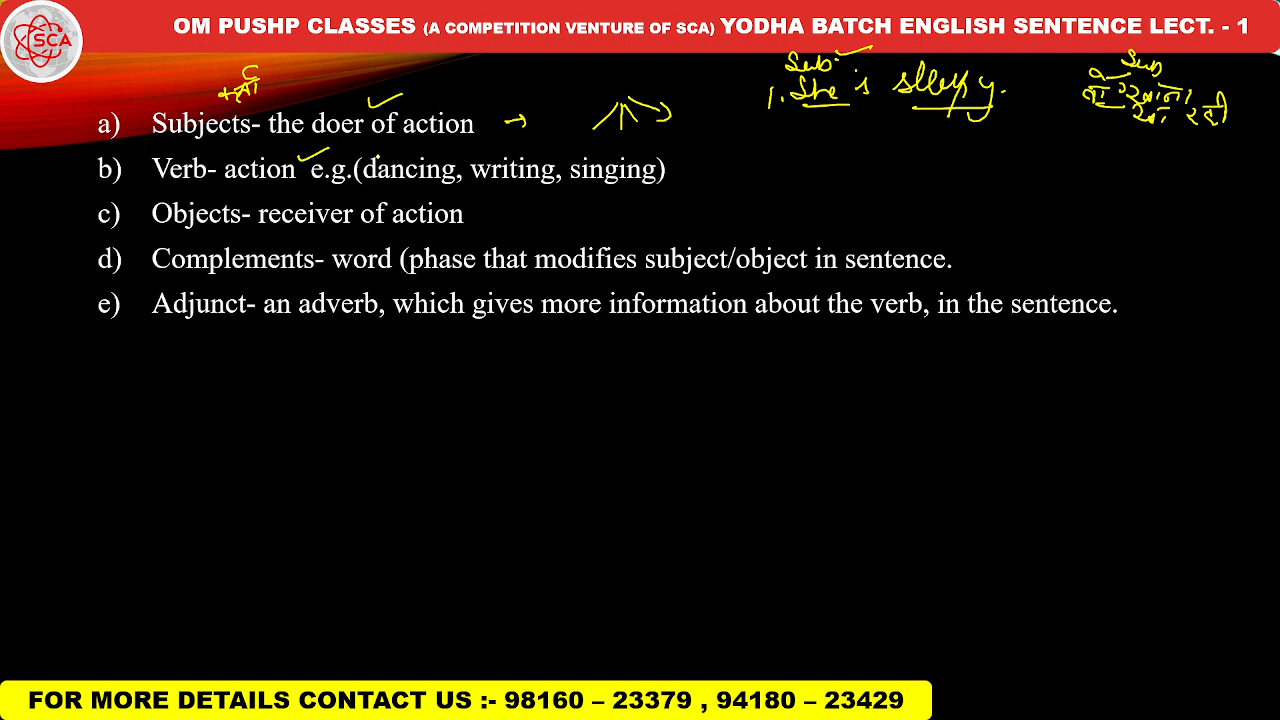 SCA
OM PUSHP CLASSES (A COMPETITION VENTURE OF SCA) YODHA BATCH ENGLISH SENTENCE LECT. - 1
Sub.
1. She is
Sub
a) Subjects- the doer of action →
b) Verb- action e.g.(dancing, writing, singing)
c) Objects- receiver of action
d) Complements- word (phase that modifies subject/object in sentence.
e) Adjunct- an adverb, which gives more information about the verb, in the sentence.
FOR MORE DETAILS CONTACT US :- 98160 – 23379 , 94180 – 23429